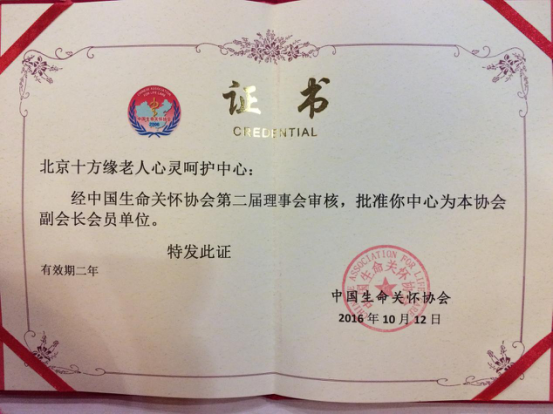 证书
CREDENTIAL
北京十方缘老人心灵呵护中心：
经中国生命关怀协会第二届理事会审核，批准你中心为本协会
副会长会员单位。
特发此证
有效期二年
中国生命关怀协会
2016年10月12日